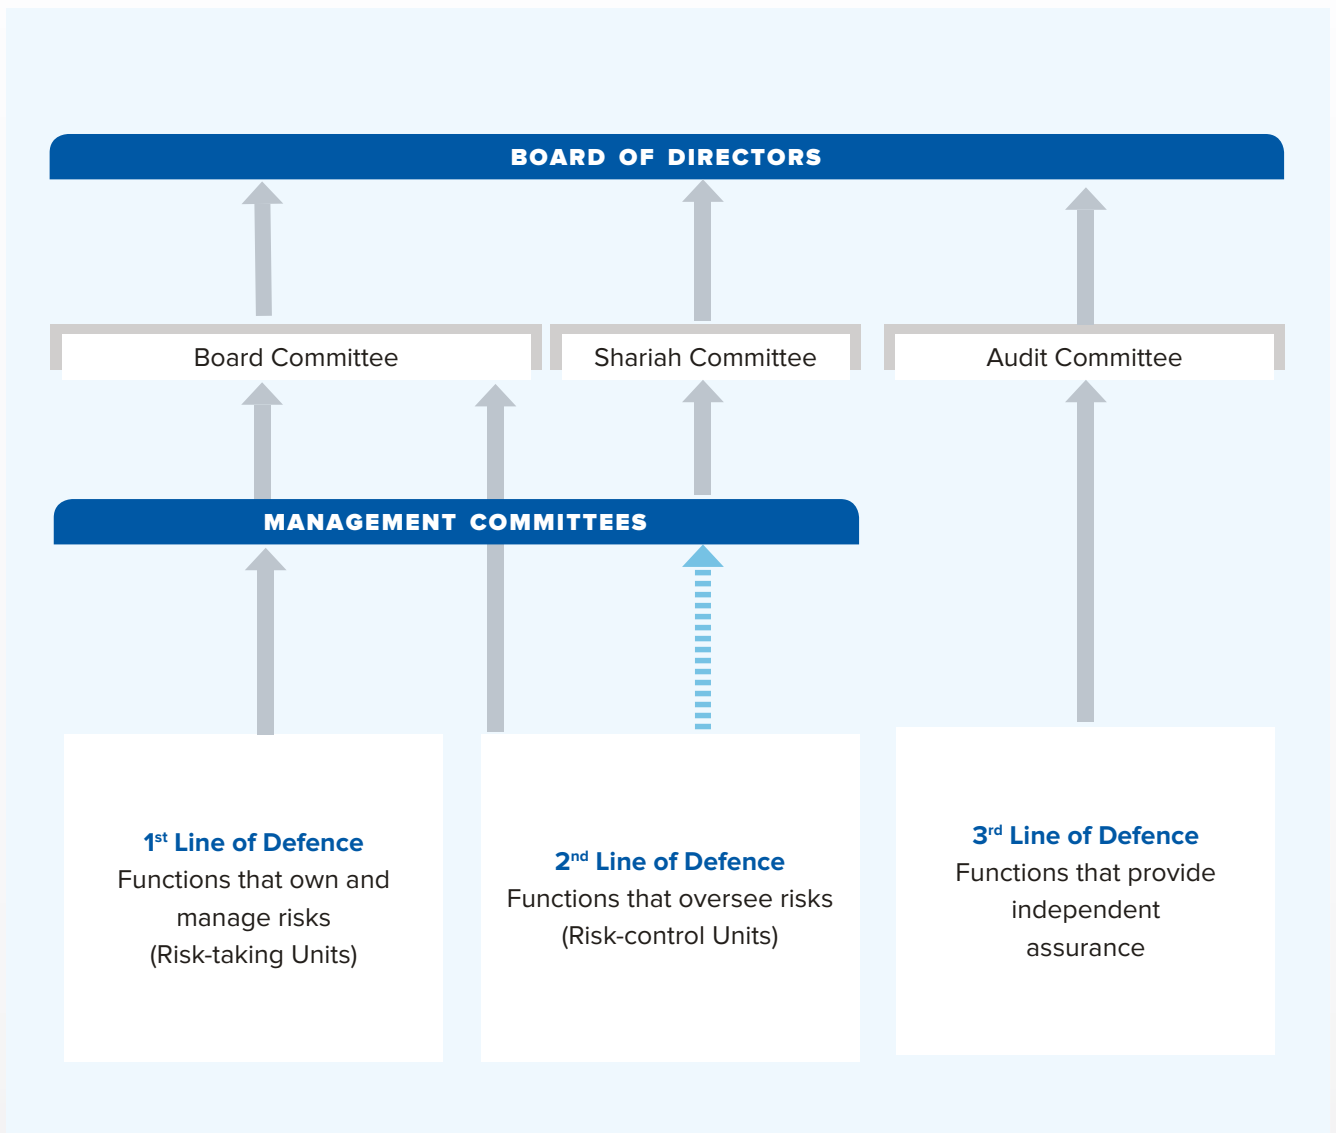 BOARD OF DIRECTORS
Board Committee
Shariah Committee
Audit Committee
MANAGEMENT COMMITTEES
1st Line of Defence
Functions that own and
manage risks
(Risk-taking Units)
2nd Line of Defence
Functions that oversee risks
(Risk-control Units)
3rd Line of Defence
Functions that provide
independent
assurance